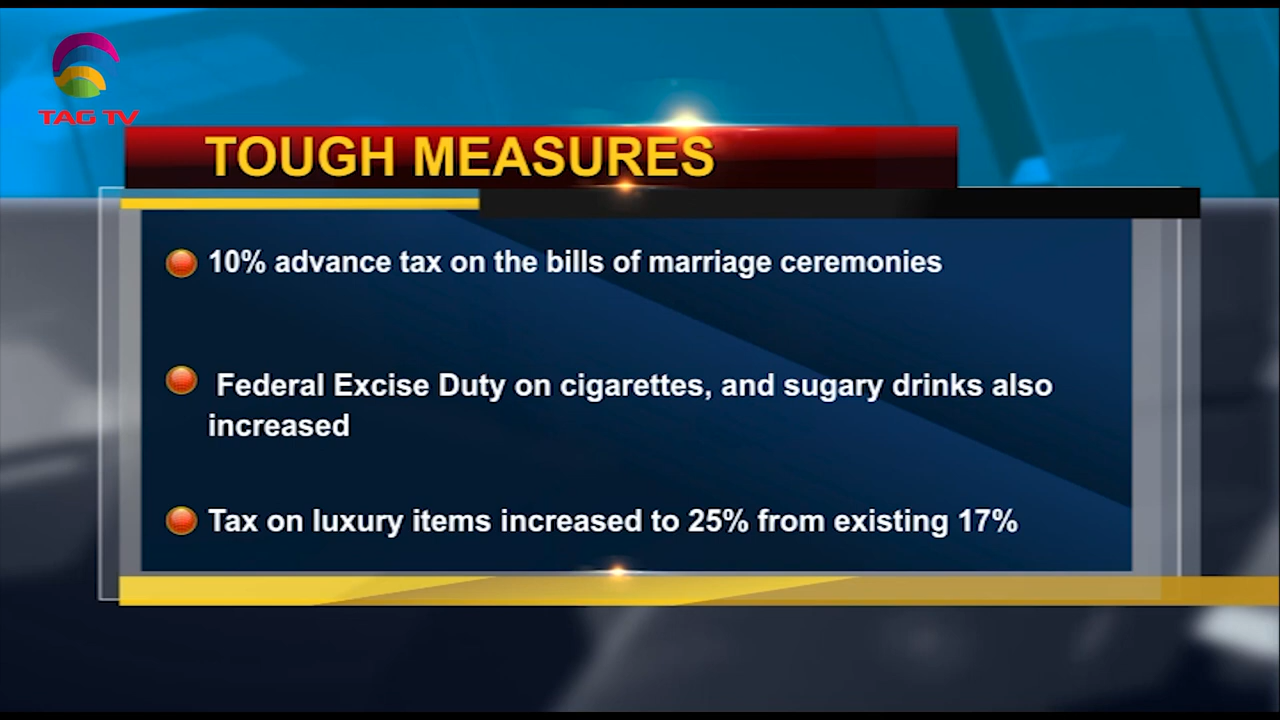 TAG TV
TOUGH MEASURES
10% advance tax on the bills of marriage ceremonies
Federal Excise Duty on cigarettes, and sugary drinks also
increased
Tax on luxury items increased to 25% from existing 17%